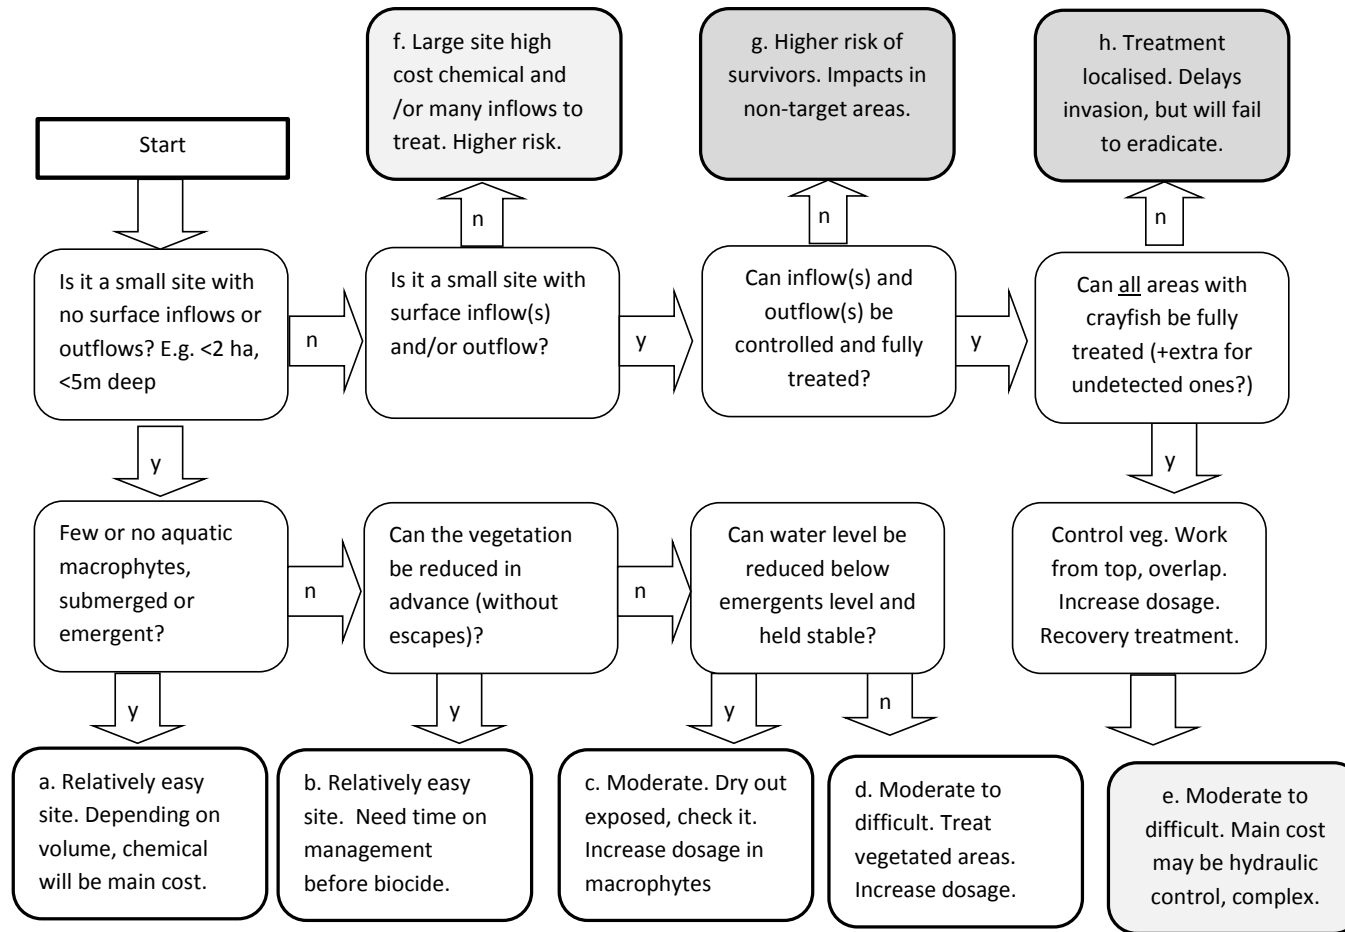 f. Large site high
cost chemical and
/or many inflows to
treat. Higher risk.
g. Higher risk of
survivors. Impacts in
non-target areas.
h. Treatment
localised. Delays
invasion, but will fail
to eradicate.
Start
n
n
n
Is it a small site with
no surface inflows or
outflows? E.g. <2 ha,
<5m deep
n
Is it a small site with
surface inflow(s)
and/or outflow?
y
Can inflow(s) and
outflow(s) be
controlled and fully
treated?
y
Can all areas with
crayfish be fully
treated (+extra for
undetected ones?)
y
y
Few or no aquatic
macrophytes,
submerged or
emergent?
n
Can the vegetation
be reduced in
advance (without
escapes)?
n
Can water level be
reduced below
emergents level and
held stable?
Control veg. Work
from top, overlap.
Increase dosage.
Recovery treatment.
y
y
y
n
a. Relatively easy
site. Depending on
volume, chemical
will be main cost.
b. Relatively easy
site.  Need time on
management
before biocide.
c. Moderate. Dry out
exposed, check it.
Increase dosage in
macrophytes
d. Moderate to
difficult. Treat
vegetated areas.
Increase dosage.
e. Moderate to
difficult. Main cost
may be hydraulic
control, complex.